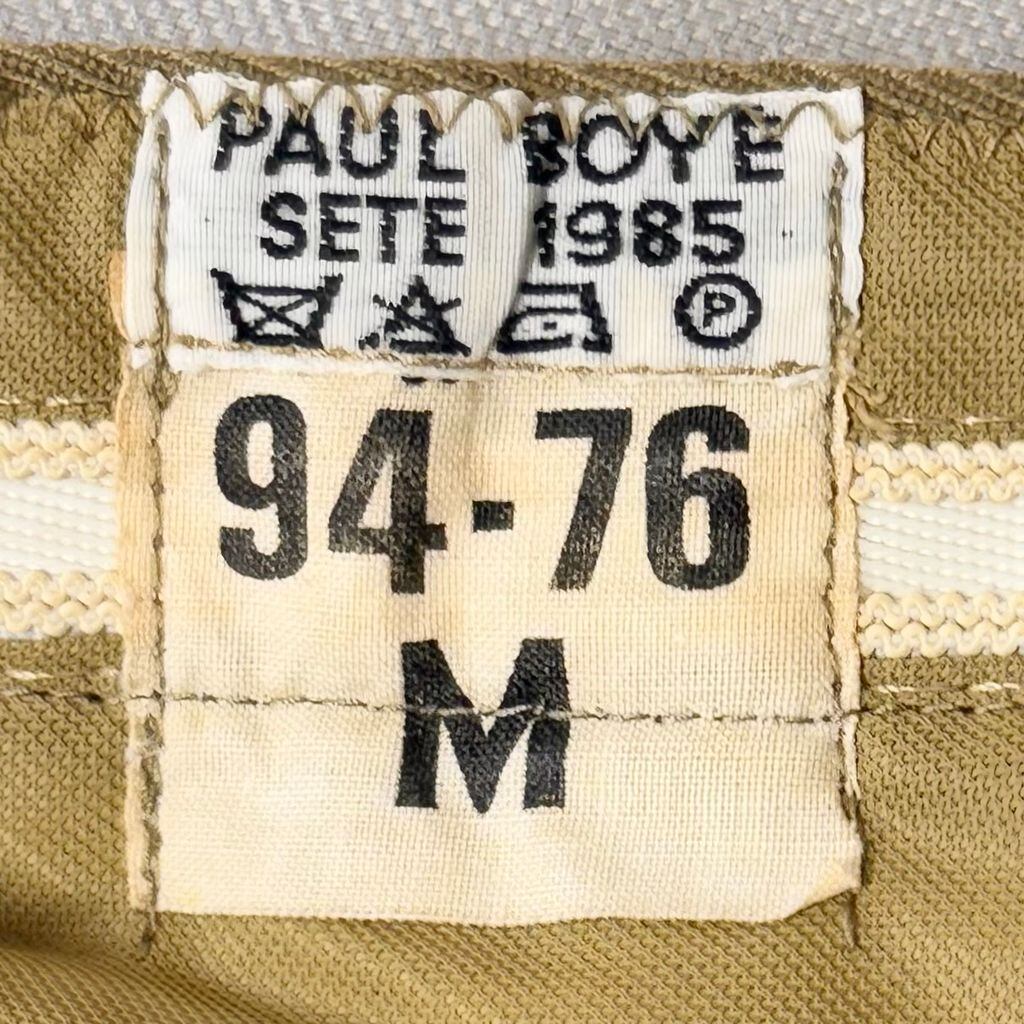 PAUL BOYE
SETE 1985
P
94-76
M